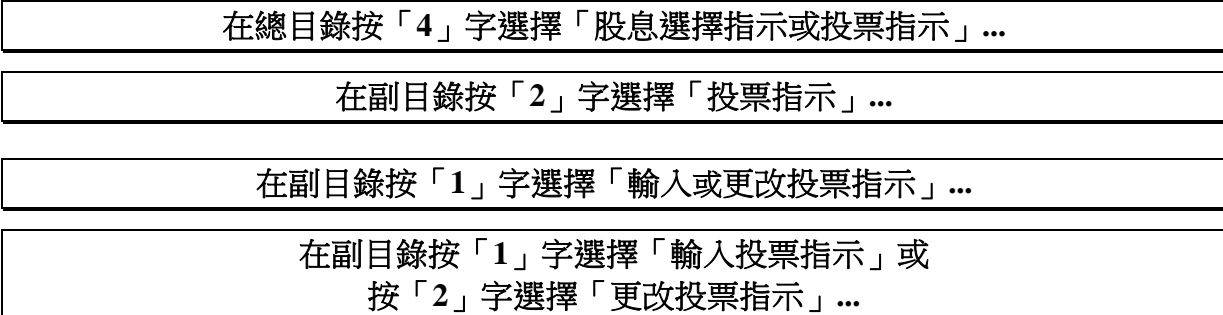 在總目錄按「4」字選擇「股息選擇指示或投票指示」...
在副目錄按「2」字選擇「投票指示」...
在副目錄按「1」字選擇「輸入或更改投票指示」...
在副目錄按「1」字選擇「輸入投票指示」或
按「2」字選擇「更改投票指示」...